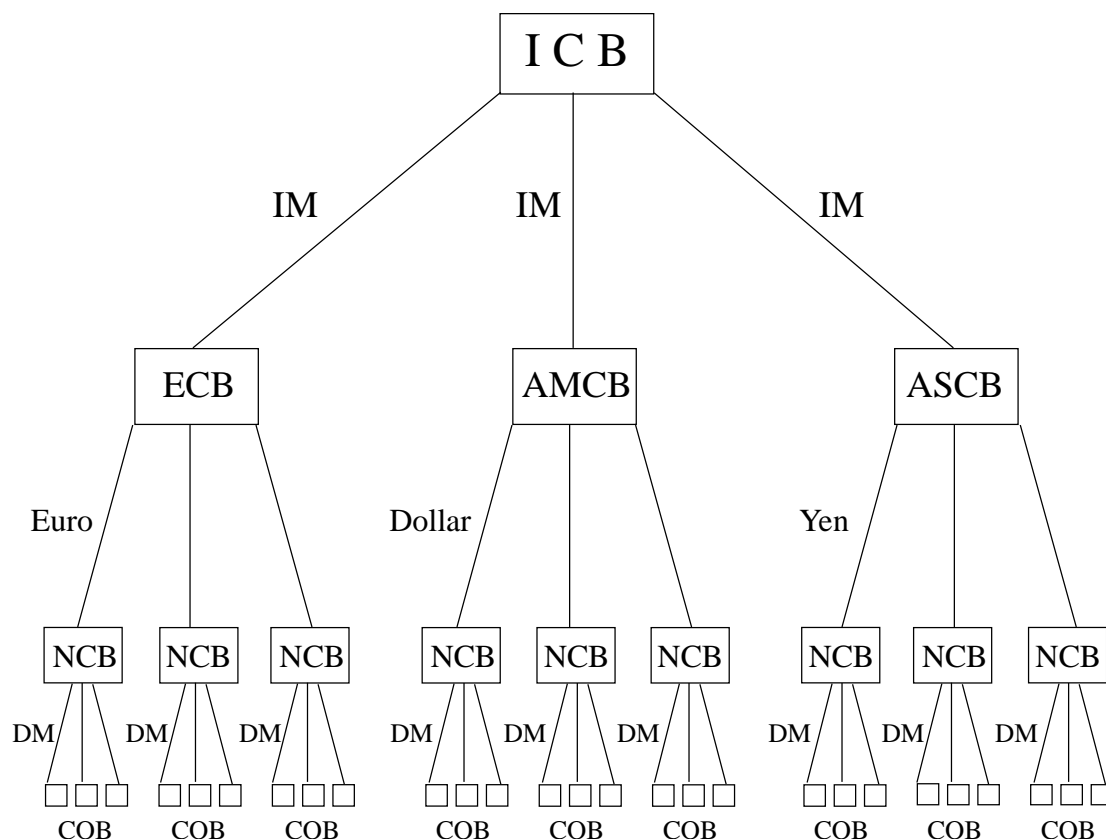 I C B
IM IM IM
ECB AMCB ASCB
Euro Dollar Yen
NCB NCB NCB NCB NCB NCB NCB NCB NCB
DM DM DM DM DM DM DM DM DM
COB COB COB COB COB COB COB COB COB